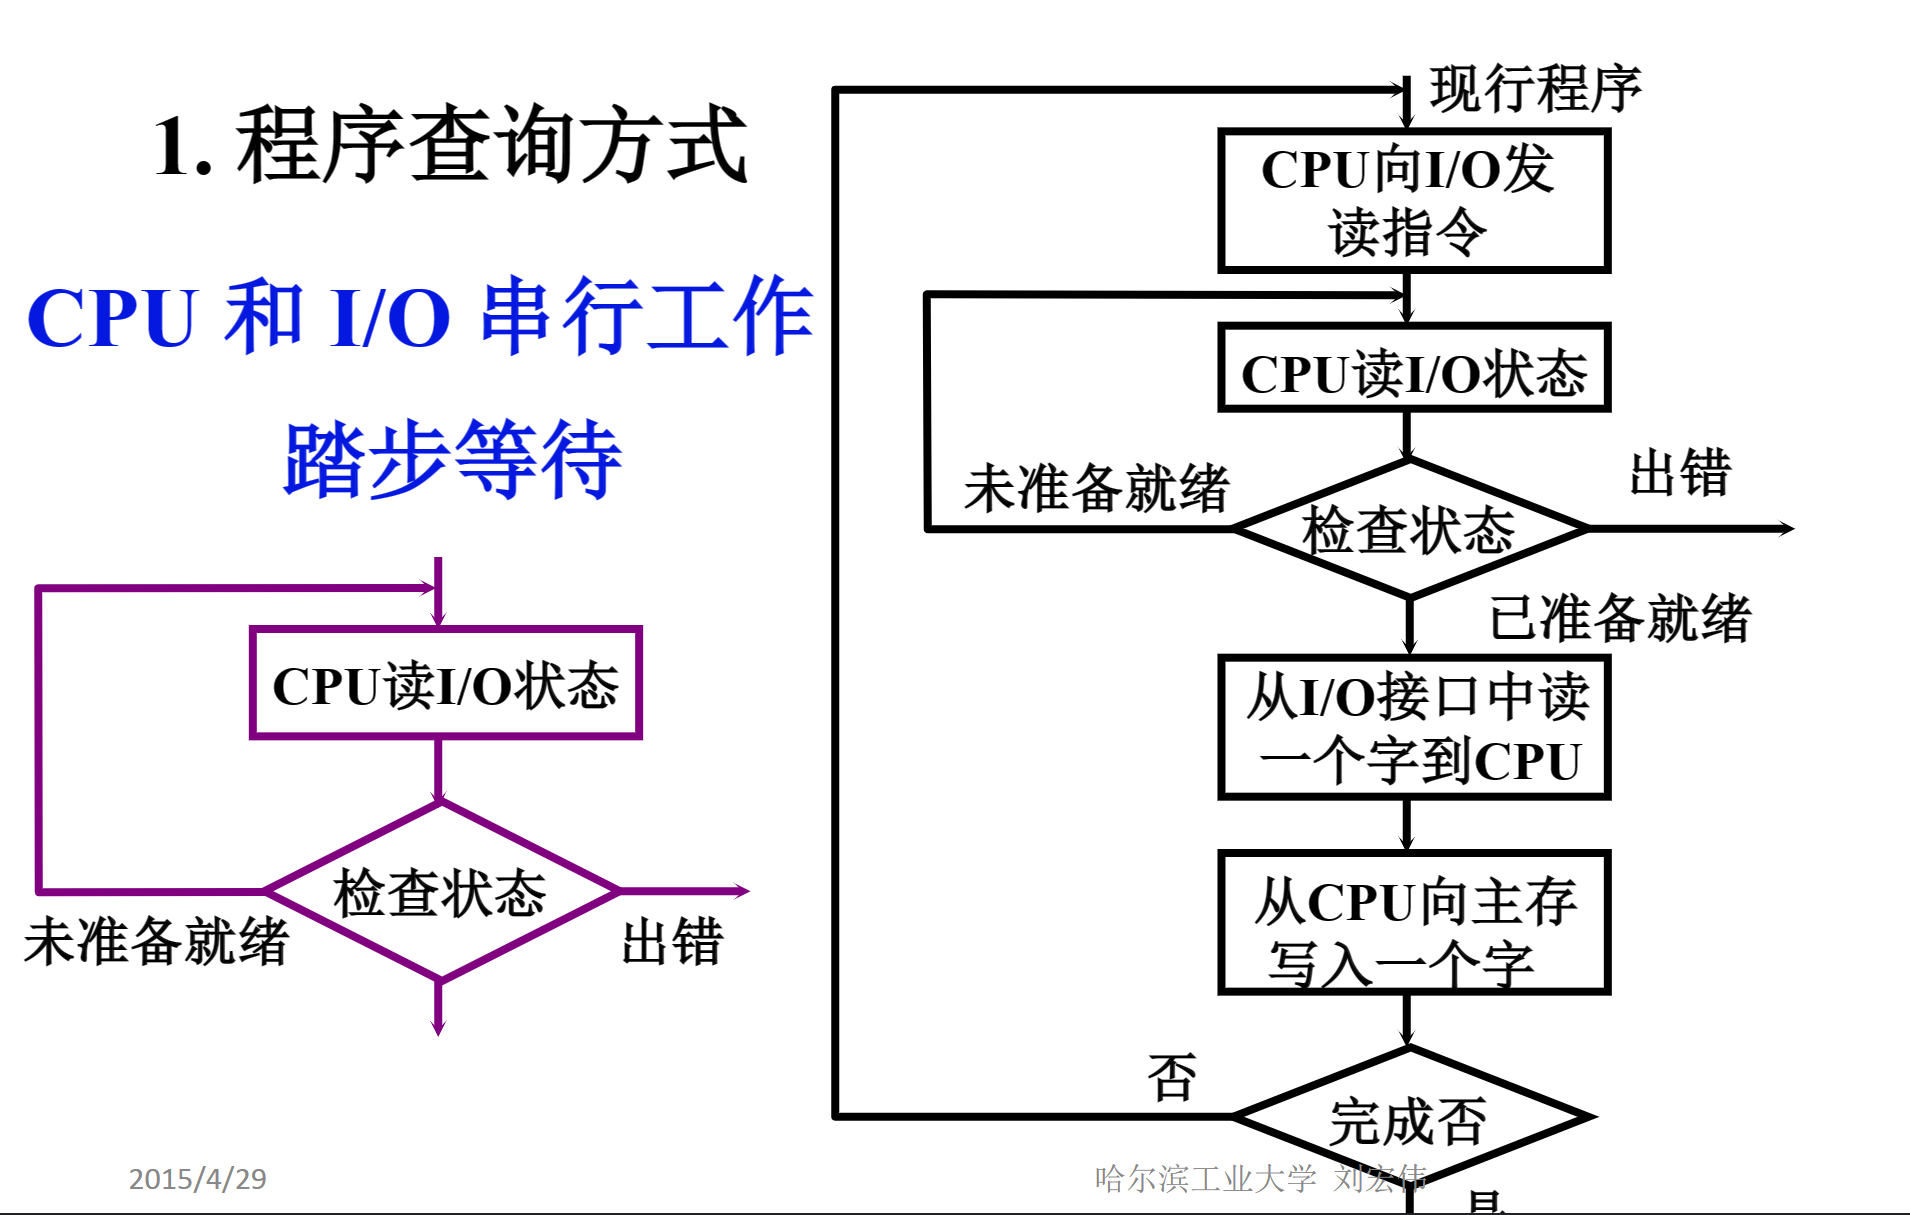 1. 程序查询方式
CPU 和 I/O 串行工作
踏步等待
CPU读I/O状态
检查状态
未准备就绪
出错
现行程序
CPU向I/O发
读指令
CPU读I/O状态
未准备就绪
检查状态
出错
已准备就绪
从I/O接口中读
一个字到CPU
从CPU向主存
写入一个字
否
完成否
2015/4/29
哈尔滨工业大学 刘宏伟